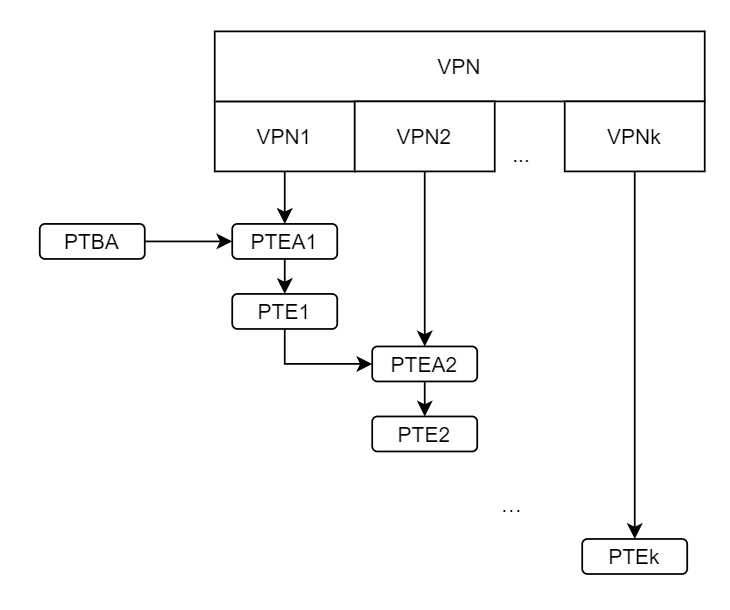 VPN
VPN1
VPN2
...
VPNk
PTBA
PTEA1
PTE1
PTEA2
PTE2
...
PTEk